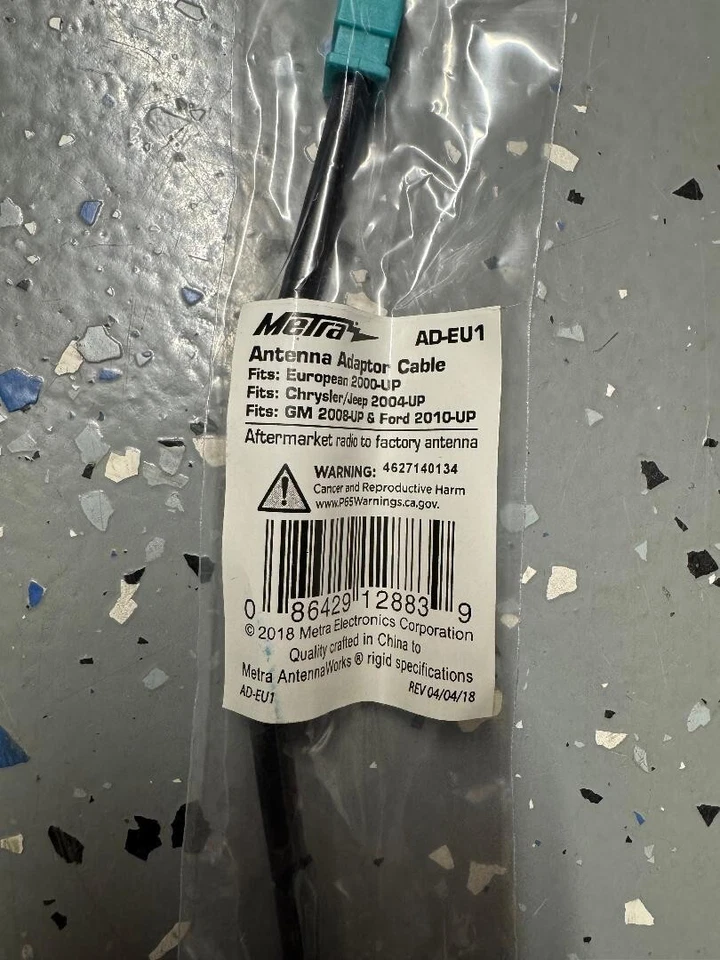 Metra
AD-EU1
Antenna Adaptor Cable
Fits: European 2000-UP
Fits: Chrysler/Jeep 2004-UP
Fits: GM 2008-UP & Ford 2010-UP
Aftermarket radio to factory antenna
WARNING: 4627140134
Cancer and Reproductive Harm
www.P65Warnings.ca.gov.
0 86429 12883 9
© 2018 Metra Electronics Corporation
Quality crafted in China to
Metra AntennaWorks ® rigid specifications
AD-EU1
REV 04/04/18